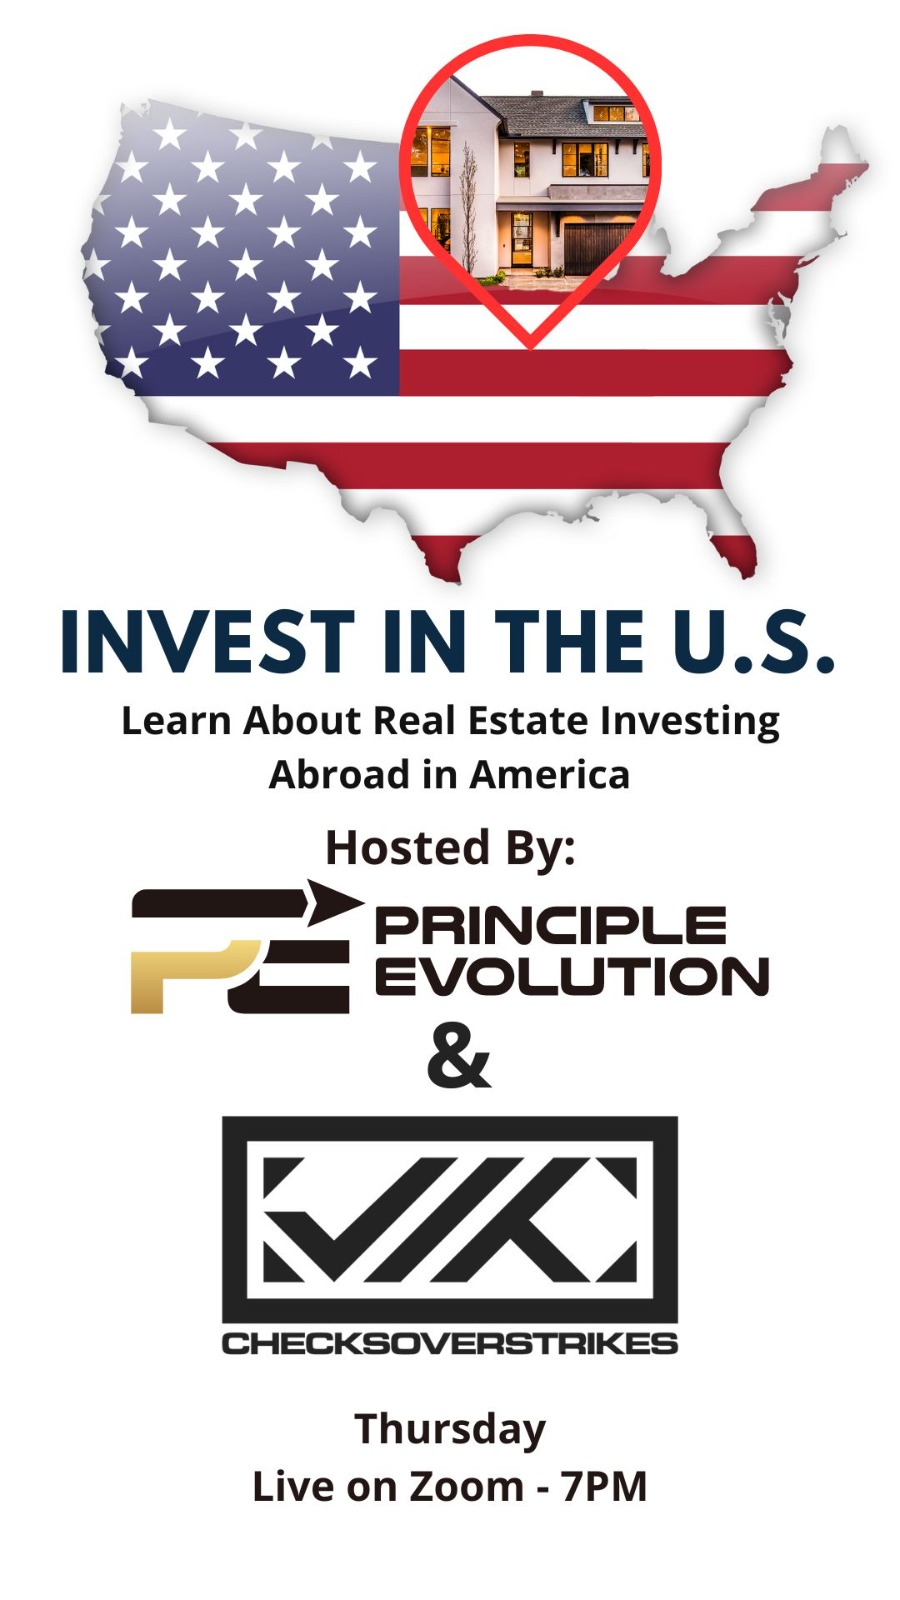 INVEST IN THE U.S.
Learn About Real Estate Investing
Abroad in America
Hosted By:
PE PRINCIPLE
EVOLUTION
&
CHECKSOVERSTRIKES
Thursday
Live on Zoom - 7PM